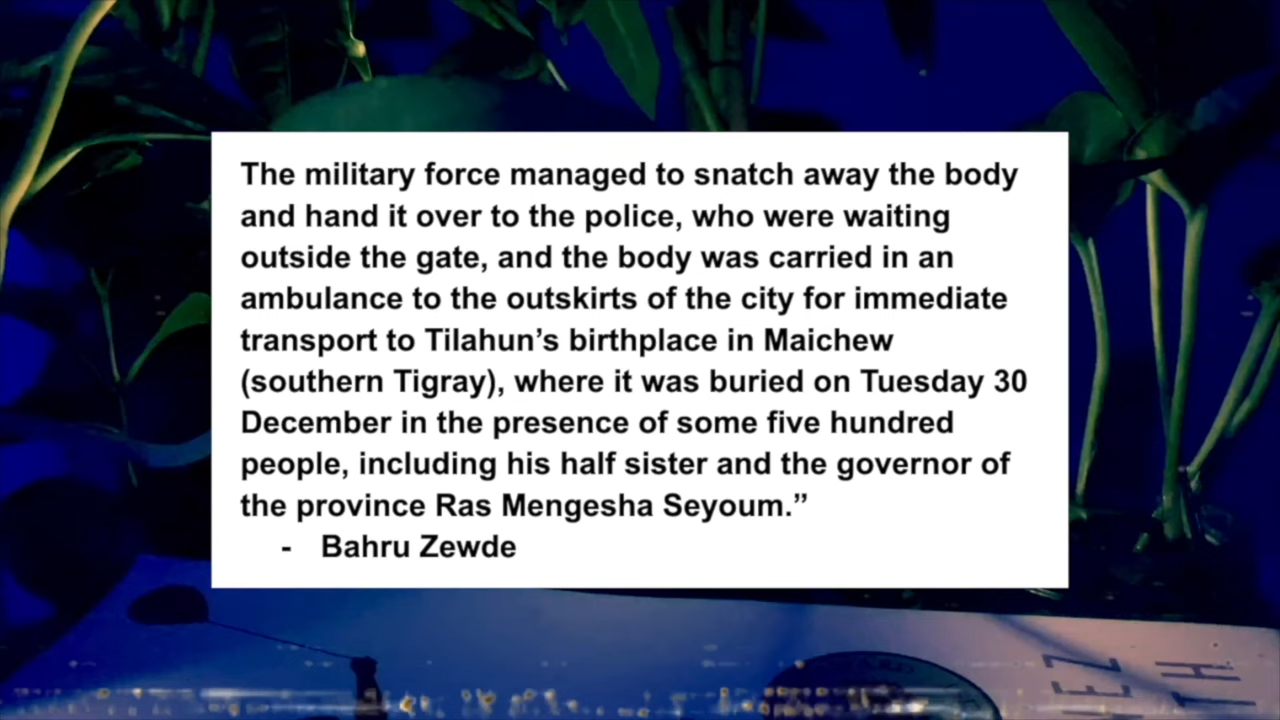 The military force managed to snatch away the body
and hand it over to the police, who were waiting
outside the gate, and the body was carried in an
ambulance to the outskirts of the city for immediate
transport to Tilahun’s birthplace in Maichew
(southern Tigray), where it was buried on Tuesday 30
December in the presence of some five hundred
people, including his half sister and the governor of
the province Ras Mengesha Seyoum.”
- Bahru Zewde